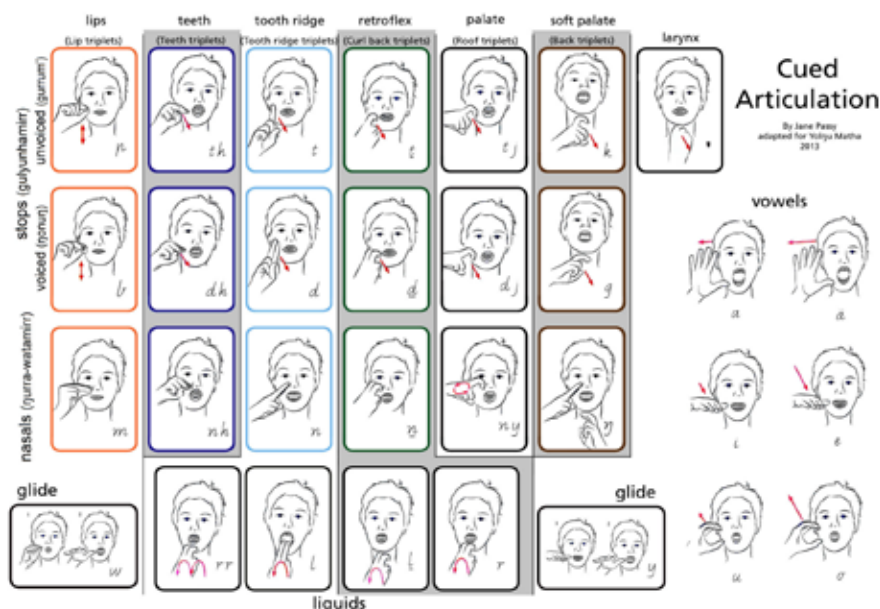 lips teeth tooth ridge retroflex palate soft palate larynx
(Lip triplets) (Teeth triplets) (Tooth ridge triplets) (Curl back triplets) (Roof triplets) (Back triplets)
Cued
Articulation
By Jane Passy
adapted for Yolŋu Matha
2013
stops (gulyunhamirr)
unvoiced (gurrum')
p th t ṯ tj k
voiced (ŋonuŋ)
b dh d ḏ dj g
nasals (ŋurra-watamirr)
m nh n ṉ ny ŋ
vowels
a ä
i e
u o
glide
w
rr l ḻ r
glide
y
liquids